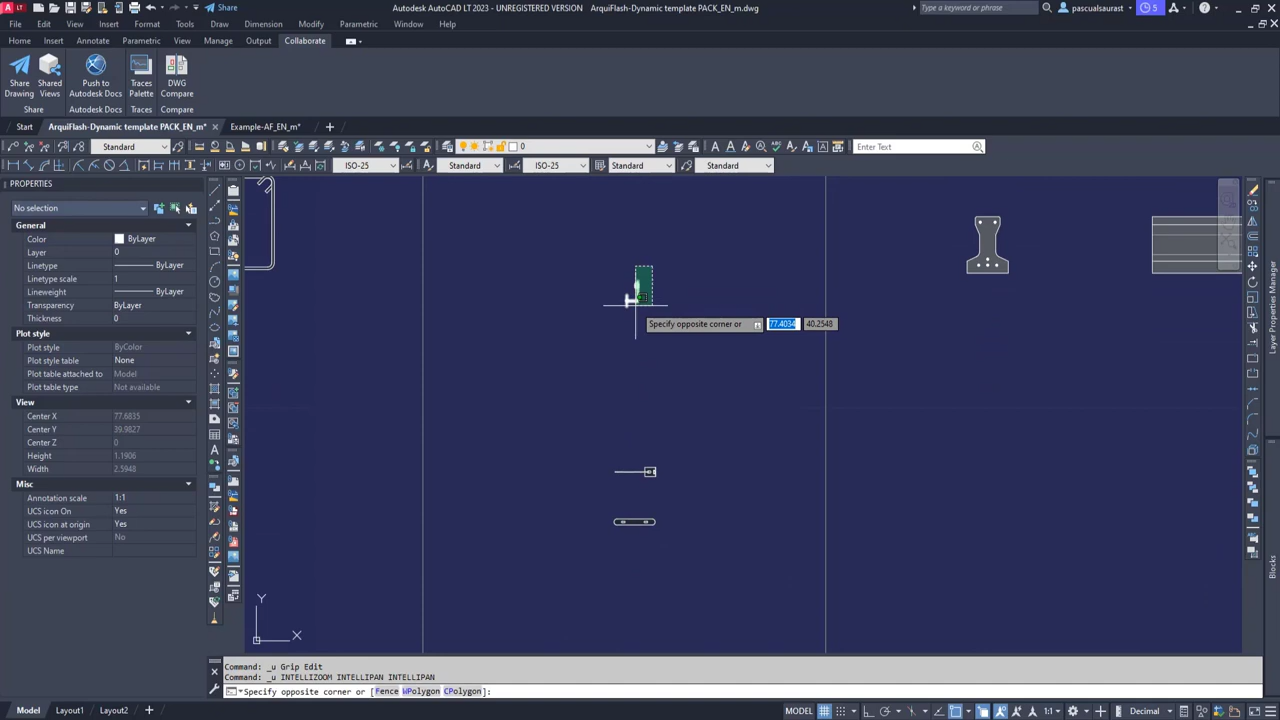 LT Share Autodesk AutoCAD LT 2023 - UNREGISTERED VERSION ArquiFlash-Dynamic template PACK_EN_m.dwg Type a keyword or phrase pascualsaurast 5
File Edit View Insert Format Tools Draw Dimension Modify Parametric Window Help
Home Insert Annotate Parametric View Manage Output Collaborate
Share Drawing Shared Views Push to Autodesk Docs Traces Palette DWG Compare
Share Autodesk Docs Traces Compare
Start ArquiFlash-Dynamic template PACK_EN_m* Example-AF_EN_m*
Standard 0 Enter Text
ISO-25 Standard ISO-25 Standard Standard
PROPERTIES
No selection
General
Color ByLayer
Layer 0
Linetype ByLayer
Linetype scale 1
Lineweight ByLayer
Transparency ByLayer
Thickness 0
Plot style
Plot style ByColor
Plot style table None
Plot table attached to Model
Plot table type Not available
View
Center X 77.6835
Center Y 39.9827
Center Z 0
Height 1.1906
Width 2.5948
Misc
Annotation scale 1:1
UCS icon On Yes
UCS icon at origin Yes
UCS per viewport No
UCS Name
Specify opposite corner or 77.4034 40.2548
Layer Properties Manager
Blocks
Y
X
Command: _u Grip Edit
Command: _u INTELLIZOOM INTELLIPAN INTELLIPAN
Specify opposite corner or [Fence WPolygon CPolygon]:
Model Layout1 Layout2 MODEL 1:1 Decimal